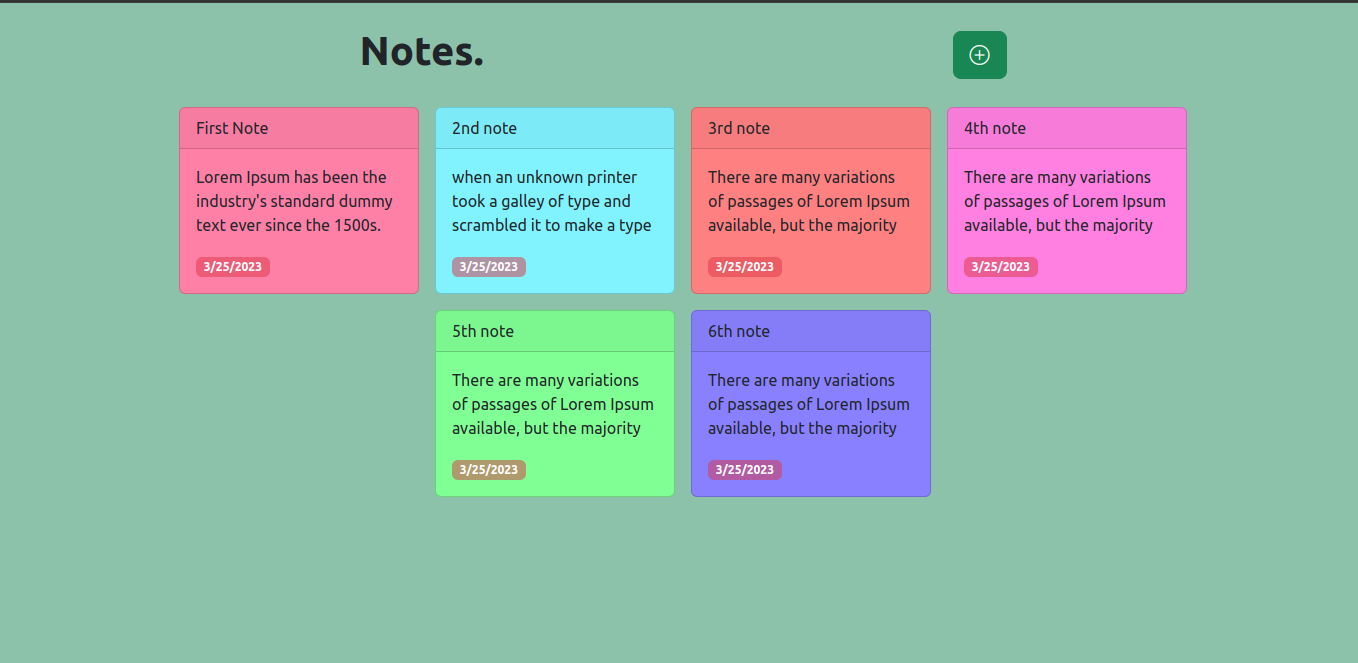 Notes.
First Note
Lorem Ipsum has been the
industry's standard dummy
text ever since the 1500s.
3/25/2023
2nd note
when an unknown printer
took a galley of type and
scrambled it to make a type
3/25/2023
3rd note
There are many variations
of passages of Lorem Ipsum
available, but the majority
3/25/2023
4th note
There are many variations
of passages of Lorem Ipsum
available, but the majority
3/25/2023
5th note
There are many variations
of passages of Lorem Ipsum
available, but the majority
3/25/2023
6th note
There are many variations
of passages of Lorem Ipsum
available, but the majority
3/25/2023